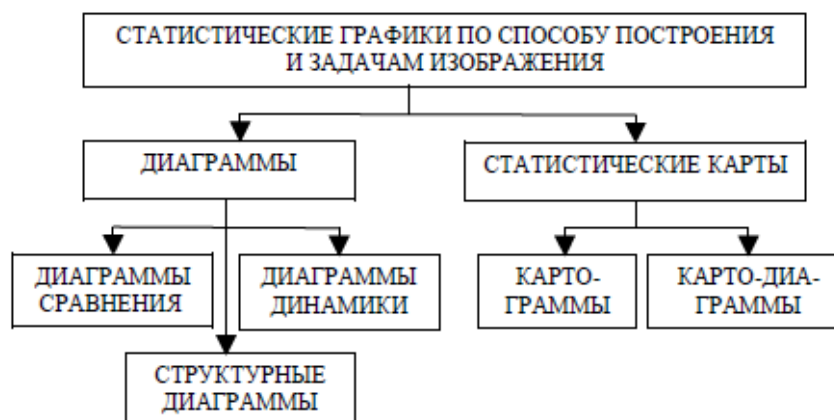 СТАТИСТИЧЕСКИЕ ГРАФИКИ ПО СПОСОБУ ПОСТРОЕНИЯ
И ЗАДАЧАМ ИЗОБРАЖЕНИЯ
ДИАГРАММЫ
СТАТИСТИЧЕСКИЕ КАРТЫ
ДИАГРАММЫ
СРАВНЕНИЯ
ДИАГРАММЫ
ДИНАМИКИ
КАРТО-
ГРАММЫ
КАРТО-ДИА-
ГРАММЫ
СТРУКТУРНЫЕ
ДИАГРАММЫ